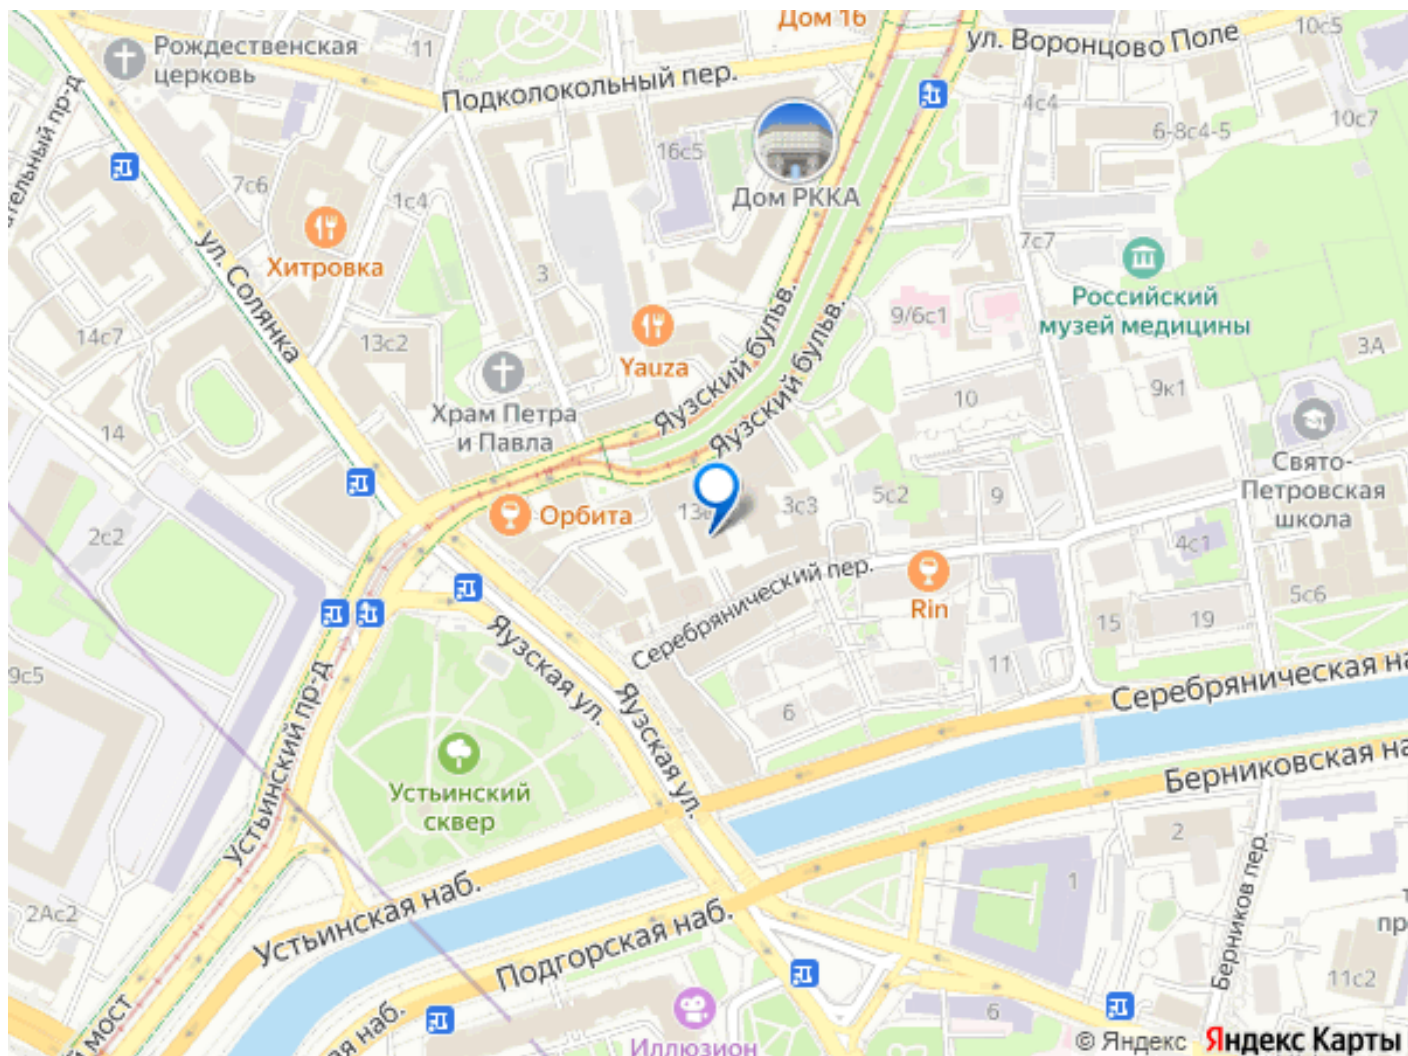 Дом 16
10с5
ул. Воронцово Поле
Рождественская
церковь
11
Подколокольный пер.
4с4
10с7
6-8с4-5
16с5
Дом РККА
7с6
1с4
ул. Солянка
Хитровка
3
7с7
Российский
музей медицины
9/6с1
14с7
13с2
Yauza
Яузский бульв.
Яузский бульв.
3А
9к1
10
Храм Петра
и Павла
14
Свято-
Петровская
школа
5с2
9
3с3
Орбита
2с2
4с1
Серебрянический пер.
Rin
5с6
15
19
11
9с5
Яузская ул.
Яузская ул.
Устьинский пр-д
6
Серебряническая на
Берниковская на
Устьинский
сквер
2
1
Берников пер.
2Ас2
Устьинская наб.
Подгорская наб.
11с2
6
Иллюзион
© Яндекс Яндекс Карты